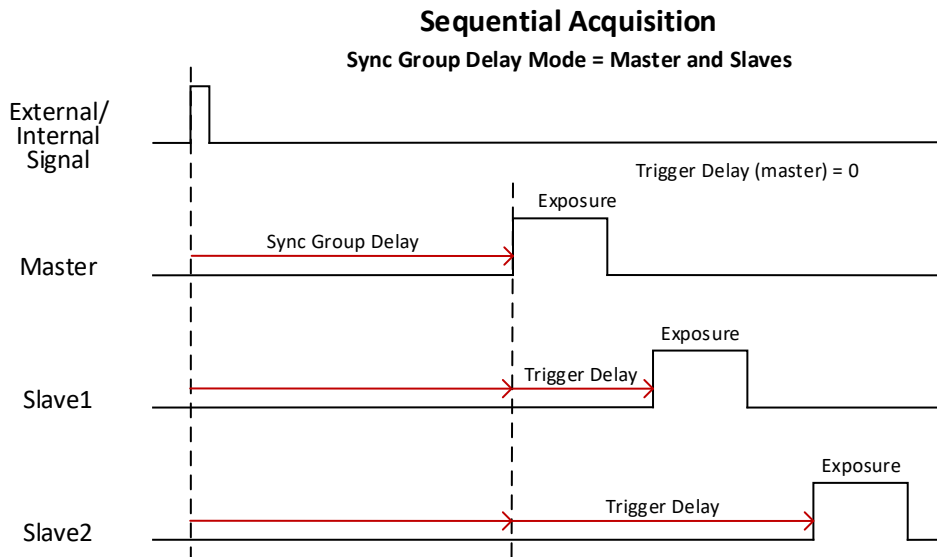 Sequential Acquisition
Sync Group Delay Mode = Master and Slaves
External/
Internal
Signal
Trigger Delay (master) = 0
Exposure
Sync Group Delay
Master
Exposure
Trigger Delay
Slave1
Exposure
Trigger Delay
Slave2